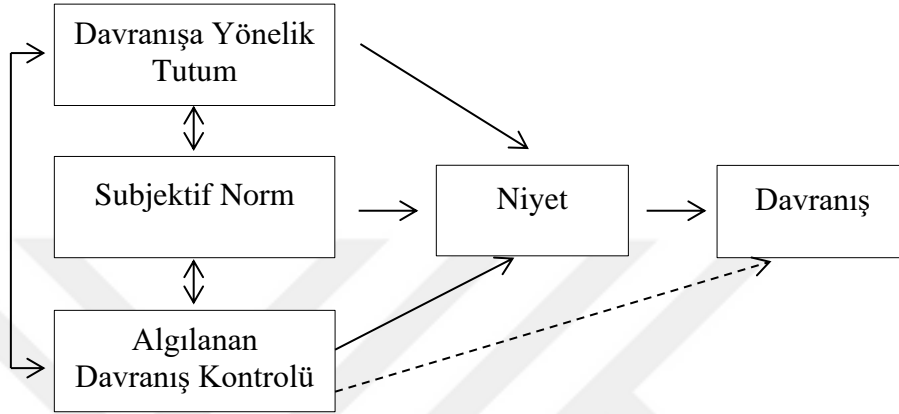 Davranışa Yönelik
Tutum
Subjektif Norm
Niyet
Davranış
Algılanan
Davranış Kontrolü